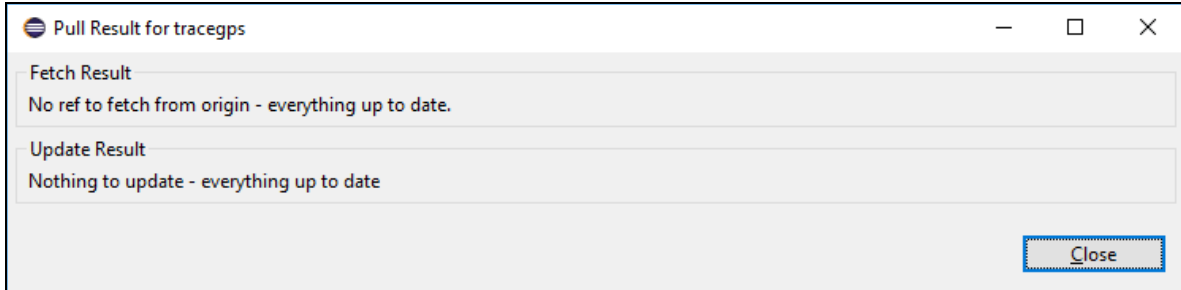 Pull Result for tracegps
Fetch Result
No ref to fetch from origin - everything up to date.
Update Result
Nothing to update - everything up to date
Close